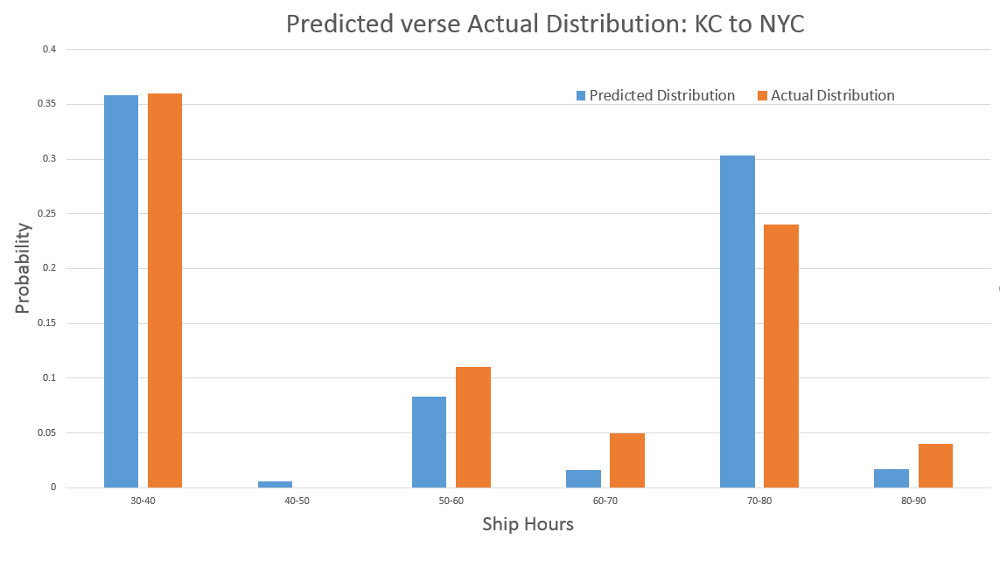 Predicted verse Actual Distribution: KC to NYC
0.4
Predicted Distribution Actual Distribution
0.35
0.3
0.25
0.2
0.15
0.1
0.05
0
Probability
30-40 40-50 50-60 60-70 70-80 80-90
Ship Hours